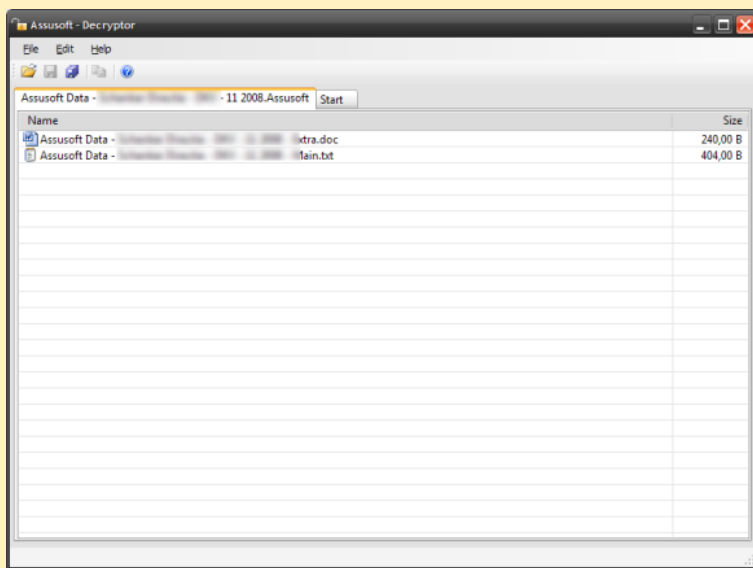 Assusoft - Decryptor
File Edit Help
Assusoft Data - - 11 2008.Assusoft Start
Name Size
Assusoft Data - xtra.doc 240,00 B
Assusoft Data - Main.txt 404,00 B